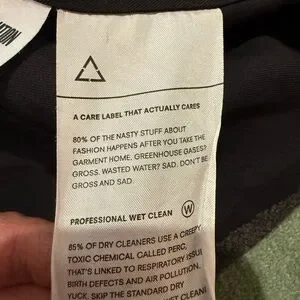 A CARE LABEL THAT ACTUALLY CARES
80% OF THE NASTY STUFF ABOUT
FASHION HAPPENS AFTER YOU TAKE THE
GARMENT HOME. GREENHOUSE GASES?
GROSS. WASTED WATER? SAD. DON'T BE
GROSS AND SAD.
PROFESSIONAL WET CLEAN W
85% OF DRY CLEANERS USE A CREEPY
TOXIC CHEMICAL CALLED PERC,
THAT'S LINKED TO RESPIRATORY ISSU
BIRTH DEFECTS AND AIR POLLUTION.
YUCK. SKIP THE STANDARD DRY